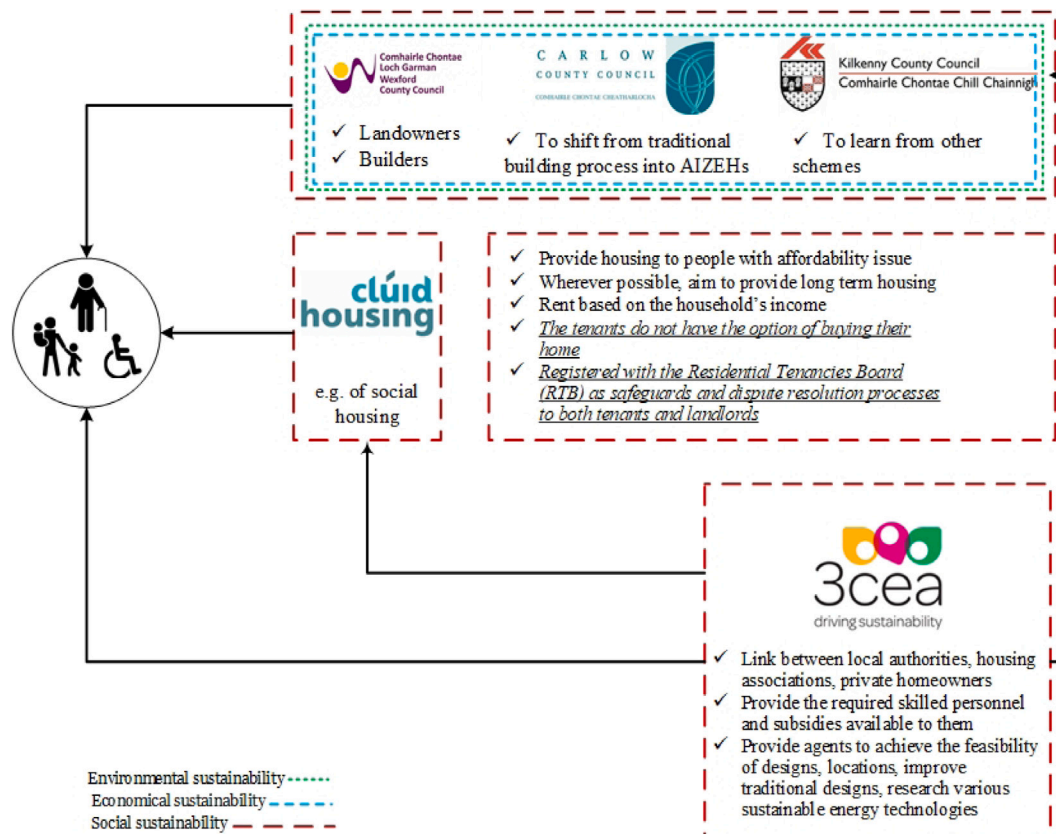 Comhairle Chontae
Loch Garman
Wexford
County Council
CARLOW
COUNTY COUNCIL
COMHAIRLE CHONTAE CHEATHARLOCHA
Kilkenny County Council
Comhairle Chontae Chill Chainnigh
✓ Landowners
✓ Builders
✓ To shift from traditional
building process into AIZEHs
✓ To learn from other
schemes
clúid
housing
e.g. of social
housing
✓ Provide housing to people with affordability issue
✓ Wherever possible, aim to provide long term housing
✓ Rent based on the household's income
✓ The tenants do not have the option of buying their
home
✓ Registered with the Residential Tenancies Board
(RTB) as safeguards and dispute resolution processes
to both tenants and landlords
3cea
driving sustainability
✓ Link between local authorities, housing
associations, private homeowners
✓ Provide the required skilled personnel
and subsidies available to them
✓ Provide agents to achieve the feasibility
of designs, locations, improve
traditional designs, research various
sustainable energy technologies
Environmental sustainability
Economical sustainability
Social sustainability